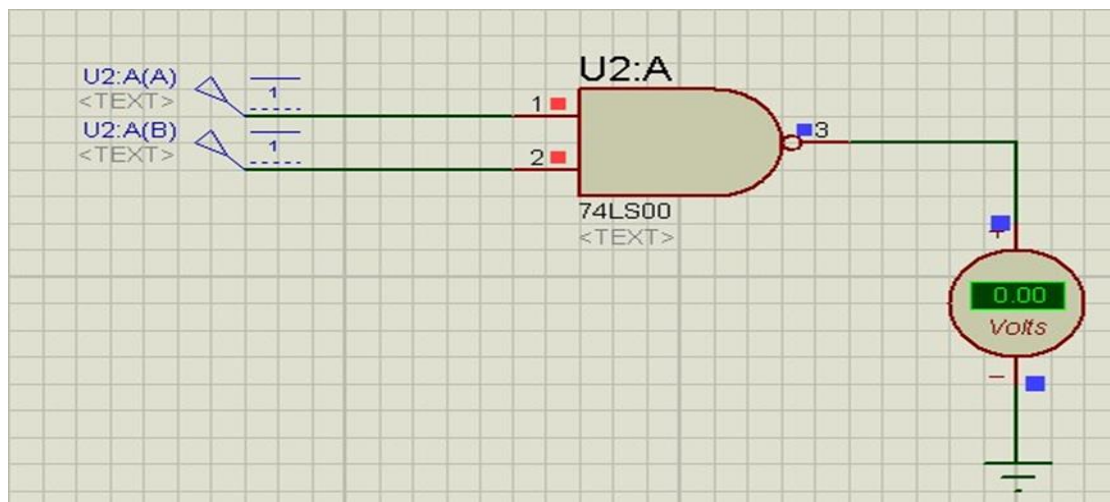 U2:A(A)
<TEXT>
1
U2:A(B)
<TEXT>
1
U2:A
1
2
3
74LS00
<TEXT>
+
0.00
Volts